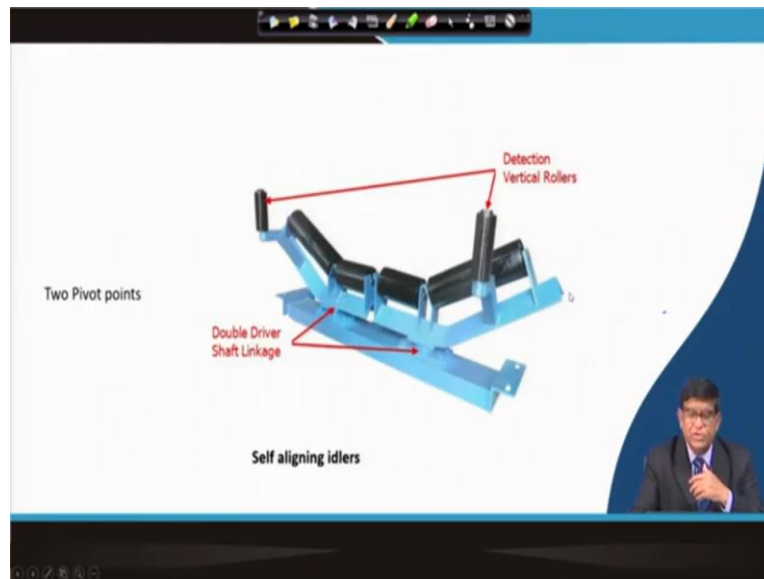 Detection
Vertical Rollers
Two Pivot points
Double Driver
Shaft Linkage
Self aligning idlers